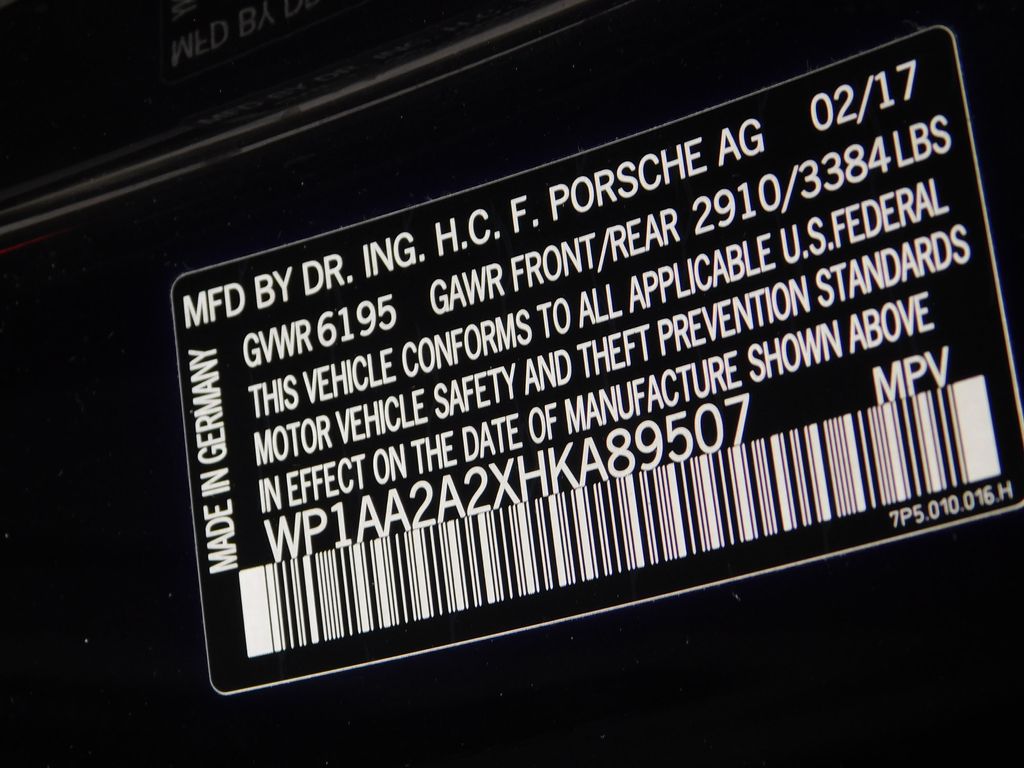 MFD BY DR. ING. H.C. F. PORSCHE AG 02/17
GVWR 6195 GAWR FRONT/REAR 2910/3384 LBS
THIS VEHICLE CONFORMS TO ALL APPLICABLE U.S.FEDERAL
MOTOR VEHICLE SAFETY AND THEFT PREVENTION STANDARDS
IN EFFECT ON THE DATE OF MANUFACTURE SHOWN ABOVE
WP1AA2A2XHKA89507 MPV
7P5.010.016.H
MADE IN GERMANY
MFD BY